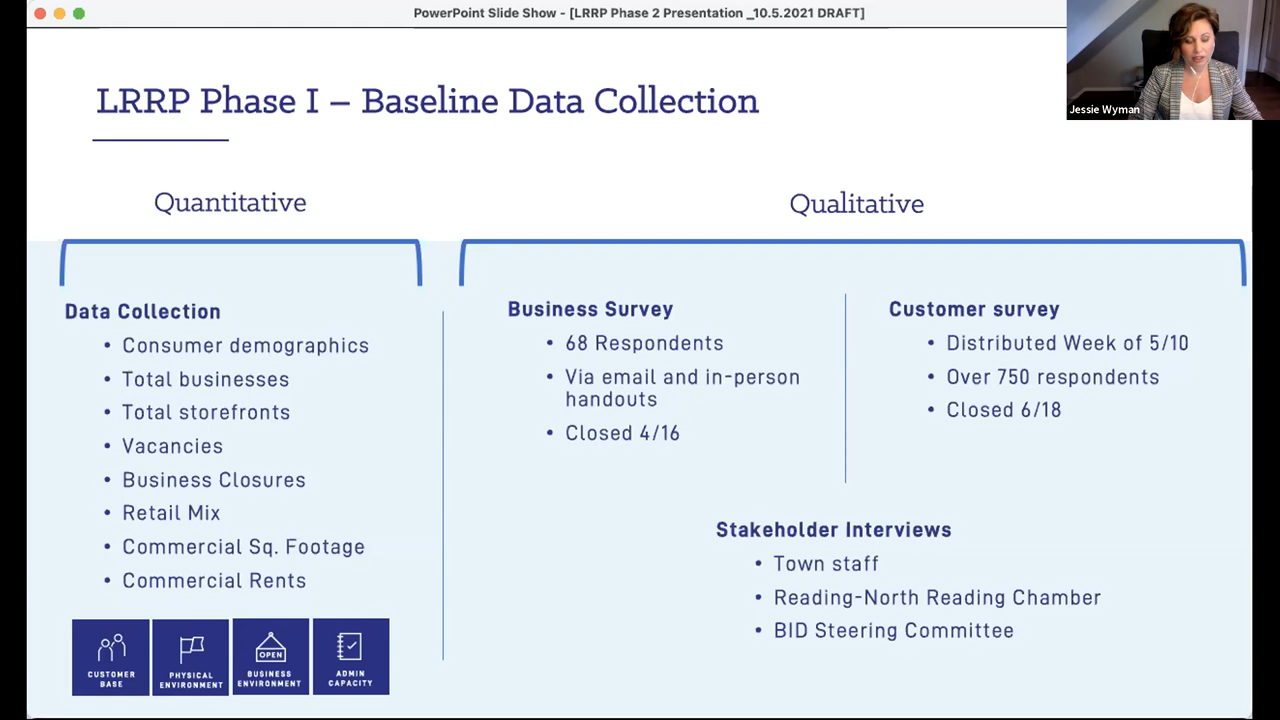 PowerPoint Slide Show - [LRRP Phase 2 Presentation _10.5.2021 DRAFT]
Jessie Wyman
LRRP Phase I – Baseline Data Collection
Quantitative
Qualitative
Data Collection
• Consumer demographics
• Total businesses
• Total storefronts
• Vacancies
• Business Closures
• Retail Mix
• Commercial Sq. Footage
• Commercial Rents
CUSTOMER
BASE
PHYSICAL
ENVIRONMENT
OPEN
BUSINESS
ENVIRONMENT
ADMIN
CAPACITY
Business Survey
• 68 Respondents
• Via email and in-person
handouts
• Closed 4/16
Customer survey
• Distributed Week of 5/10
• Over 750 respondents
• Closed 6/18
Stakeholder Interviews
• Town staff
• Reading-North Reading Chamber
• BID Steering Committee